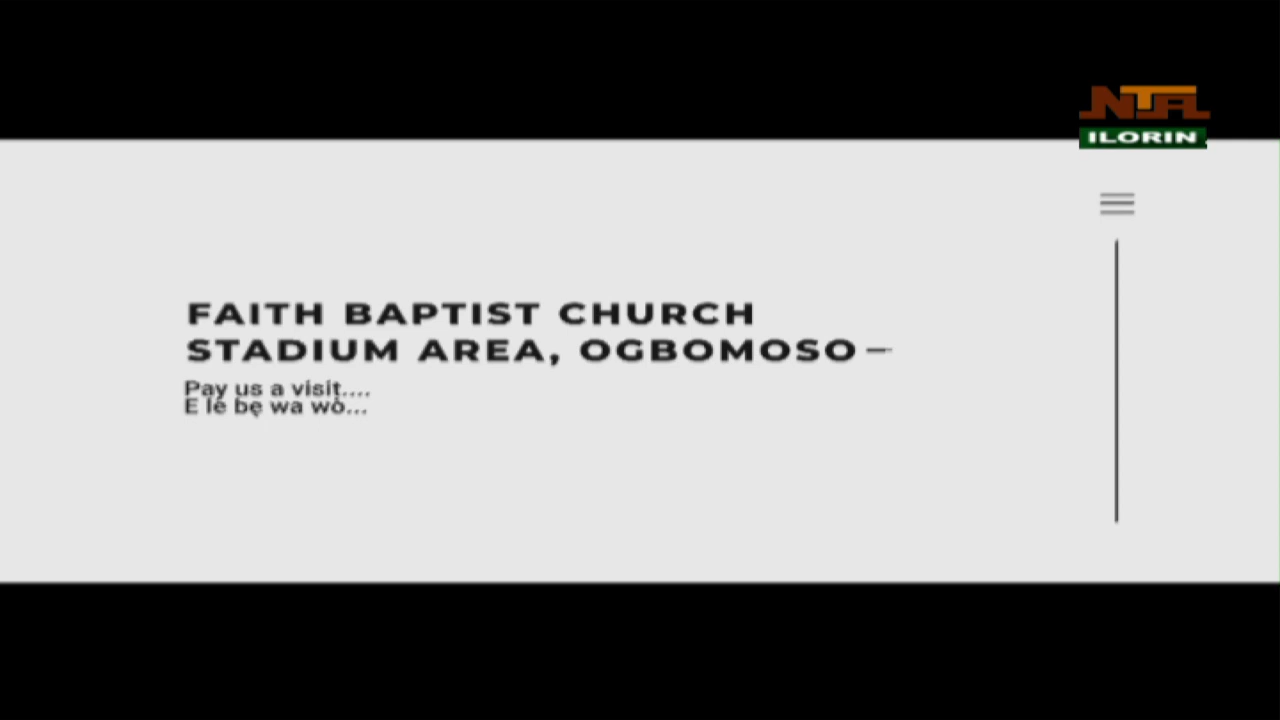 NTA
ILORIN
FAITH BAPTIST CHURCH
STADIUM AREA, OGBOMOSO –
Pay us a visit....
E lè bẹ wa wò...